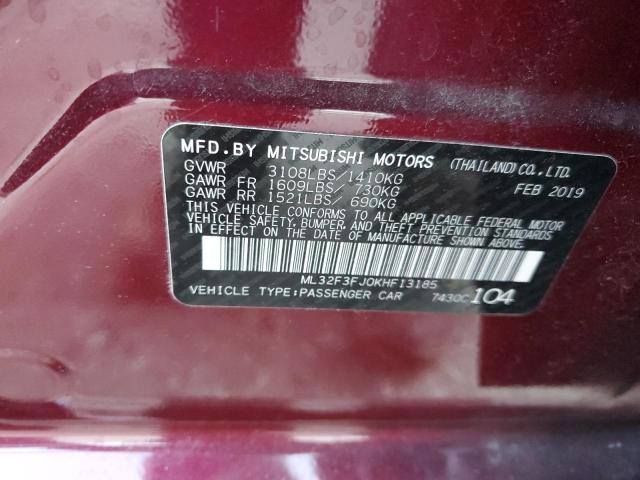 MFD.BY MITSUBISHI MOTORS (THAILAND)CO.,LTD.
GVWR 3108LBS/1410KG FEB 2019
GAWR FR 1609LBS/ 730KG
GAWR RR 1521LBS/ 690KG
THIS VEHICLE CONFORMS TO ALL APPLICABLE FEDERAL MOTOR
VEHICLE SAFETY, BUMPER, AND THEFT PREVENTION STANDARDS
IN EFFECT ON THE DATE OF MANUFACTURE SHOWN ABOVE.
ML32F3FJ0KHF13185
VEHICLE TYPE:PASSENGER CAR 7430C104